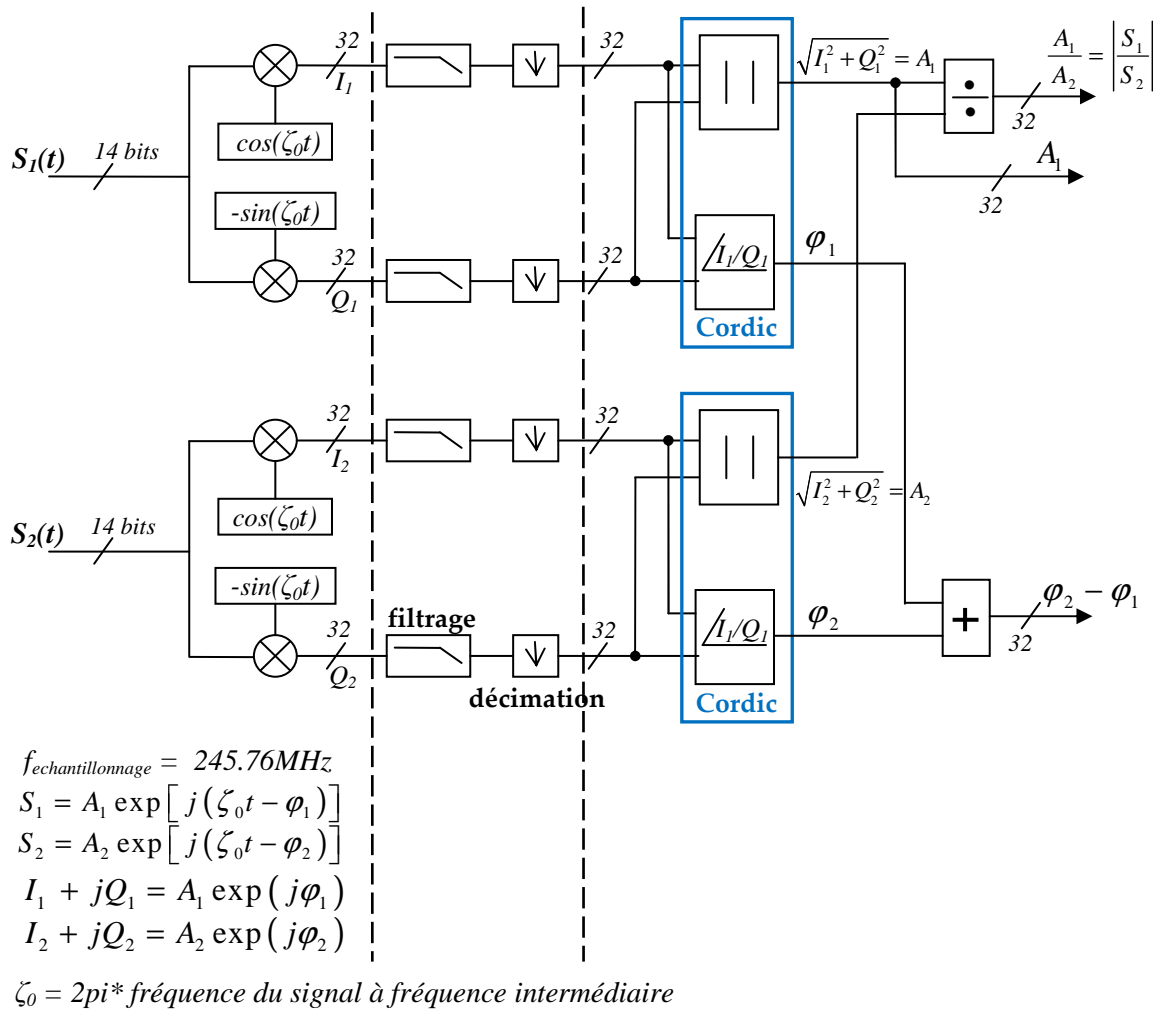 32
I₁
32
√(I₁² + Q₁²) = A₁
A₁/A₂ = |S₁/S₂|
÷
32
cos(ζ₀t)
S₁(t)
14 bits
A₁
32
-sin(ζ₀t)
| |
32
Q₁
32
/I₁/Q₁
φ₁
Cordic
32
I₂
32
| |
√(I₂² + Q₂²) = A₂
cos(ζ₀t)
S₂(t)
14 bits
-sin(ζ₀t)
32
Q₂
filtrage
32
/I₁/Q₁
φ₂
+
φ₂ − φ₁
32
décimation
Cordic
f_echantillonnage = 245.76MHz
S₁ = A₁ exp[j(ζ₀t − φ₁)]
S₂ = A₂ exp[j(ζ₀t − φ₂)]
I₁ + jQ₁ = A₁ exp(jφ₁)
I₂ + jQ₂ = A₂ exp(jφ₂)
ζ₀ = 2pi* fréquence du signal à fréquence intermédiaire